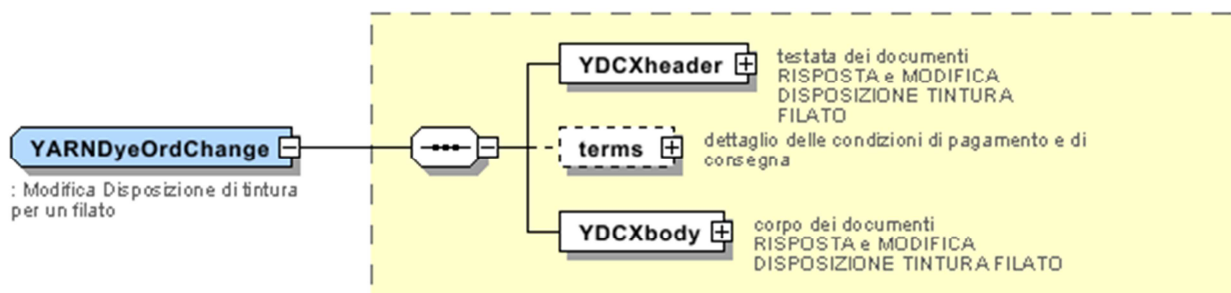 YDCXheader
testata dei documenti
RISPOSTA e MODIFICA
DISPOSIZIONE TINTURA
FILATO
YARNDyeOrdChange
: Modifica Disposizione di tintura
per un filato
terms
dettaglio delle condizioni di pagamento e di
consegna
YDCXbody
corpo dei documenti
RISPOSTA e MODIFICA
DISPOSIZIONE TINTURA FILATO